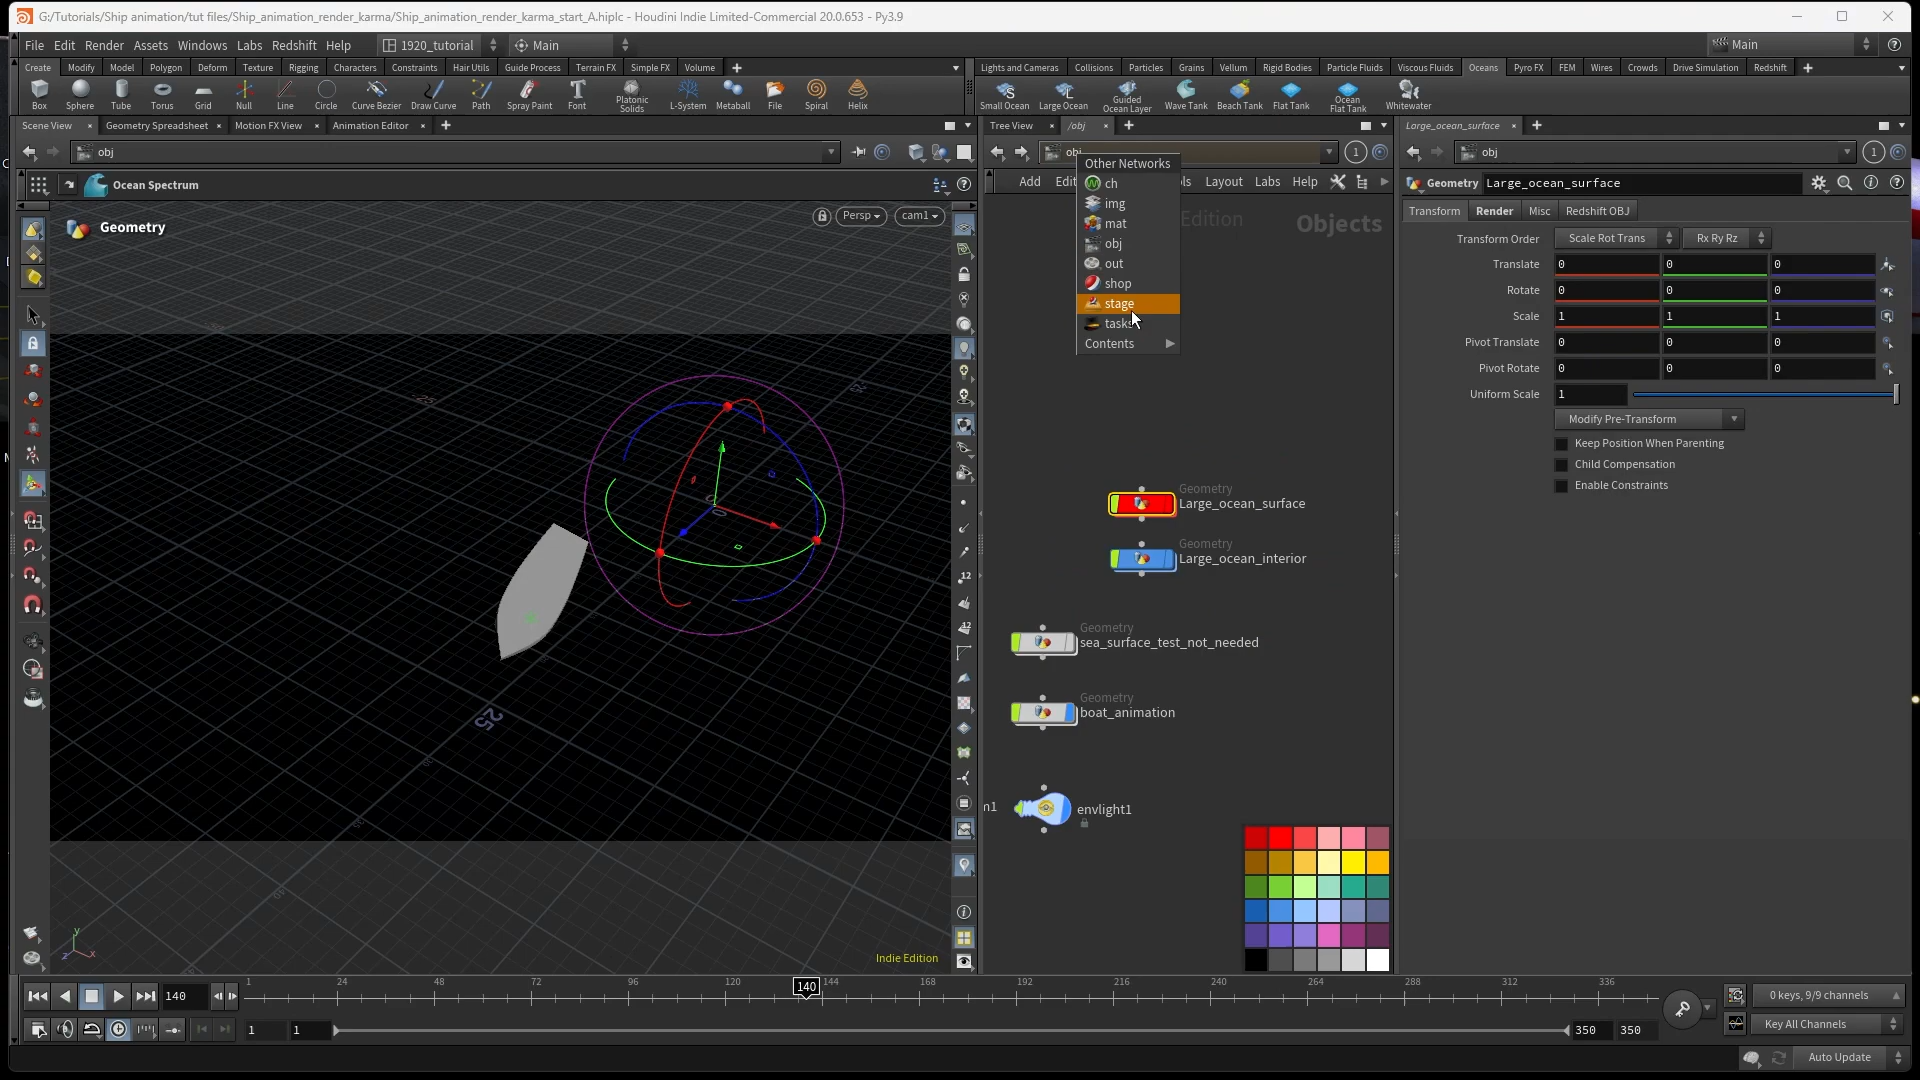 G:/Tutorials/Ship animation/tut files/Ship_animation_render_karma/Ship_animation_render_karma_start_A.hiplc - Houdini Indie Limited-Commercial 20.0.653 - Py3.9
File Edit Render Assets Windows Labs Redshift Help 1920_tutorial Main Main
Create Modify Model Polygon Deform Texture Rigging Characters Constraints Hair Utils Guide Process Terrain FX Simple FX Volume
Lights and Cameras Collisions Particles Grains Vellum Rigid Bodies Particle Fluids Viscous Fluids Oceans Pyro FX FEM Wires Crowds Drive Simulation Redshift
Box Sphere Tube Torus Grid Null Line Circle Curve Bezier Draw Curve Path Spray Paint Font Platonic Solids L-System Metaball File Spiral Helix
Small Ocean Large Ocean Guided Ocean Layer Wave Tank Beach Tank Flat Tank Ocean Flat Tank Whitewater
Scene View Geometry Spreadsheet Motion FX View Animation Editor
Tree View /obj
Large_ocean_surface
obj
obj
1
obj
1
Ocean Spectrum
Add Edit ls Layout Labs Help
Geometry Large_ocean_surface
Geometry
Persp
cam1
Other Networks
ch
img
mat
obj
out
shop
stage
tasks
Contents
Edition
Objects
Transform Render Misc Redshift OBJ
Transform Order Scale Rot Trans Rx Ry Rz
Translate 0 0 0
Rotate 0 0 0
Scale 1 1 1
Pivot Translate 0 0 0
Pivot Rotate 0 0 0
Uniform Scale 1
Modify Pre-Transform
Keep Position When Parenting
Child Compensation
Enable Constraints
Geometry
Large_ocean_surface
Geometry
Large_ocean_interior
Geometry
sea_surface_test_not_needed
Geometry
boat_animation
m1
envlight1
25
12
12
y
z
x
Indie Edition
140
1 24 48 72 96 120 140 144 168 192 216 240 264 288 312 336
0 keys, 9/9 channels
1 1 350 350
Key All Channels
Auto Update